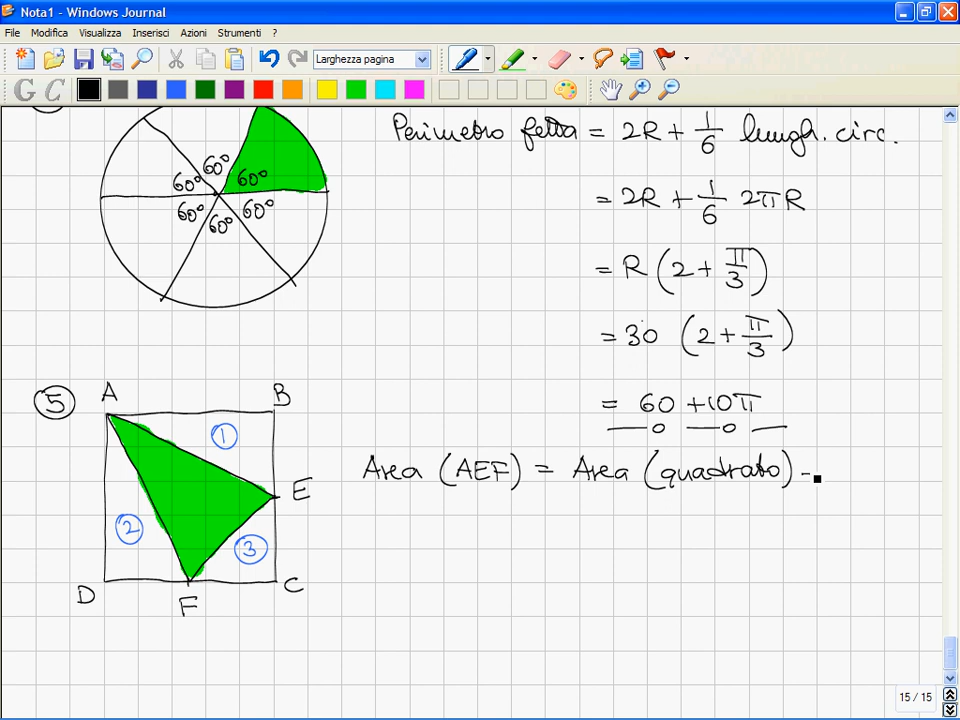 Nota1 - Windows Journal
File Modifica Visualizza Inserisci Azioni Strumenti ?
Larghezza pagina
G C
Perimetro fetta = 2R + 1/6 lungh. circ.
60° 60° 60° 60° 60° 60°
= 2R + 1/6 2πR
= R (2 + π/3)
= 30 (2 + π/3)
= 60 + 10π
5 A B
1
Area (AEF) = Area (quadrato) -
E
2 3
D F C
15 / 15